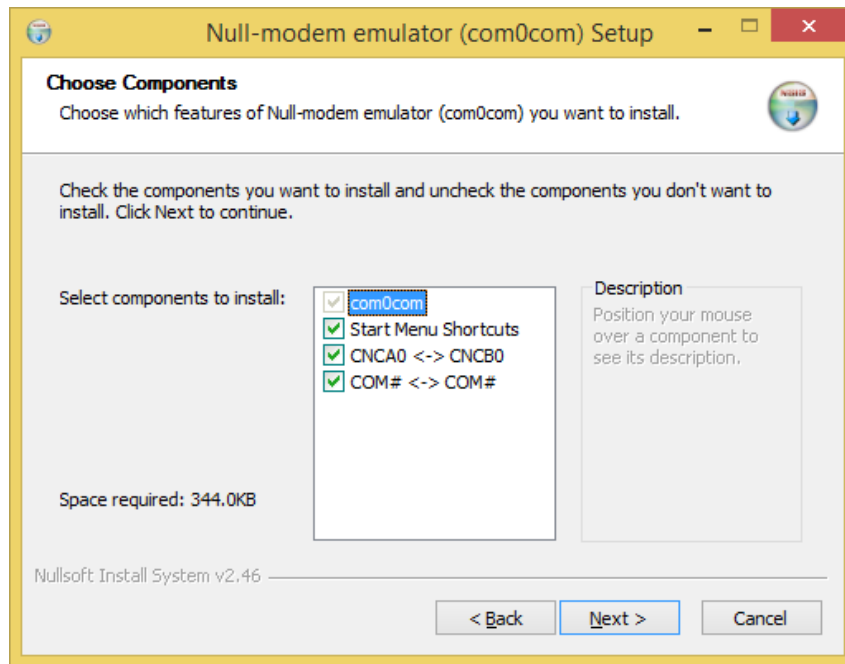 Null-modem emulator (com0com) Setup
Choose Components
Choose which features of Null-modem emulator (com0com) you want to install.
Check the components you want to install and uncheck the components you don't want to
install. Click Next to continue.
Select components to install:
com0com
Start Menu Shortcuts
CNCA0 <-> CNCB0
COM# <-> COM#
Description
Position your mouse
over a component to
see its description.
Space required: 344.0KB
Nullsoft Install System v2.46
< Back
Next >
Cancel